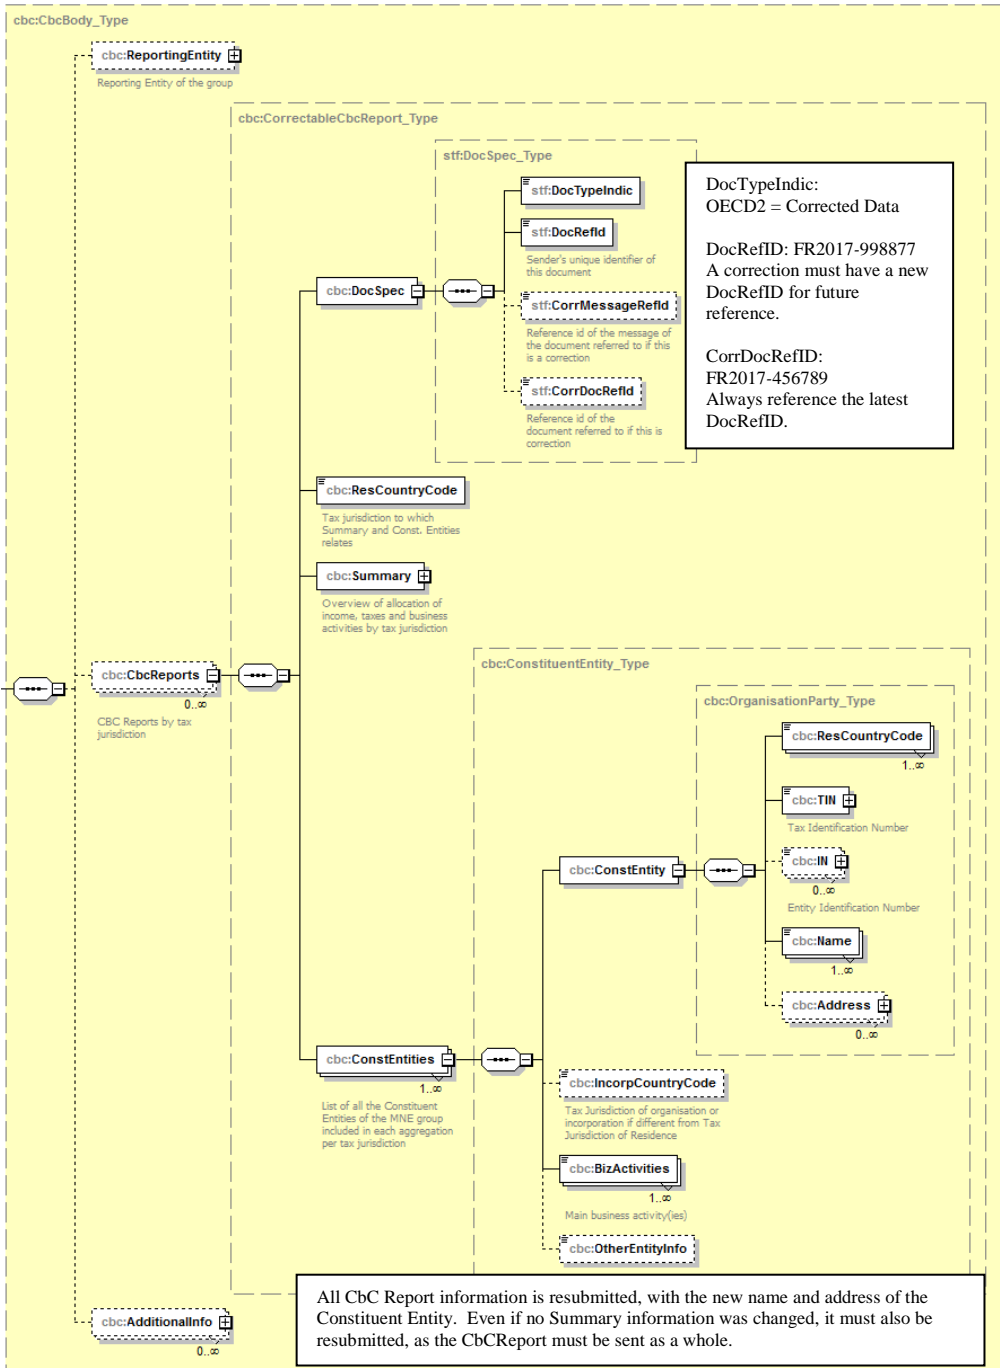 cbc:CbcBody_Type
cbc:ReportingEntity
Reporting Entity of the group
cbc:CorrectableCbcReport_Type
stf:DocSpec_Type
stf:DocTypeIndic
stf:DocRefId
Sender's unique identifier of
this document
cbc:DocSpec
stf:CorrMessageRefId
Reference id of the message of
the document referred to if this
is a correction
stf:CorrDocRefId
Reference id of the
document referred to if this is
correction
DocTypeIndic:
OECD2 = Corrected Data
DocRefID: FR2017-998877
A correction must have a new
DocRefID for future
reference.
CorrDocRefID:
FR2017-456789
Always reference the latest
DocRefID.
cbc:ResCountryCode
Tax jurisdiction to which
Summary and Const. Entities
relates
cbc:Summary
Overview of allocation of
income, taxes and business
activities by tax jurisdiction
cbc:CbcReports
0..∞
CBC Reports by tax
jurisdiction
cbc:ConstituentEntity_Type
cbc:OrganisationParty_Type
cbc:ResCountryCode
1..∞
cbc:TIN
Tax Identification Number
cbc:IN
0..∞
Entity Identification Number
cbc:ConstEntity
cbc:Name
1..∞
cbc:Address
0..∞
cbc:ConstEntities
1..∞
List of all the Constituent
Entities of the MNE group
included in each aggregation
per tax jurisdiction
cbc:IncorpCountryCode
Tax Jurisdiction of organisation or
incorporation if different from Tax
Jurisdiction of Residence
cbc:BizActivities
1..∞
Main business activity(ies)
cbc:OtherEntityInfo
cbc:AdditionalInfo
0..∞
All CbC Report information is resubmitted, with the new name and address of the
Constituent Entity. Even if no Summary information was changed, it must also be
resubmitted, as the CbCReport must be sent as a whole.